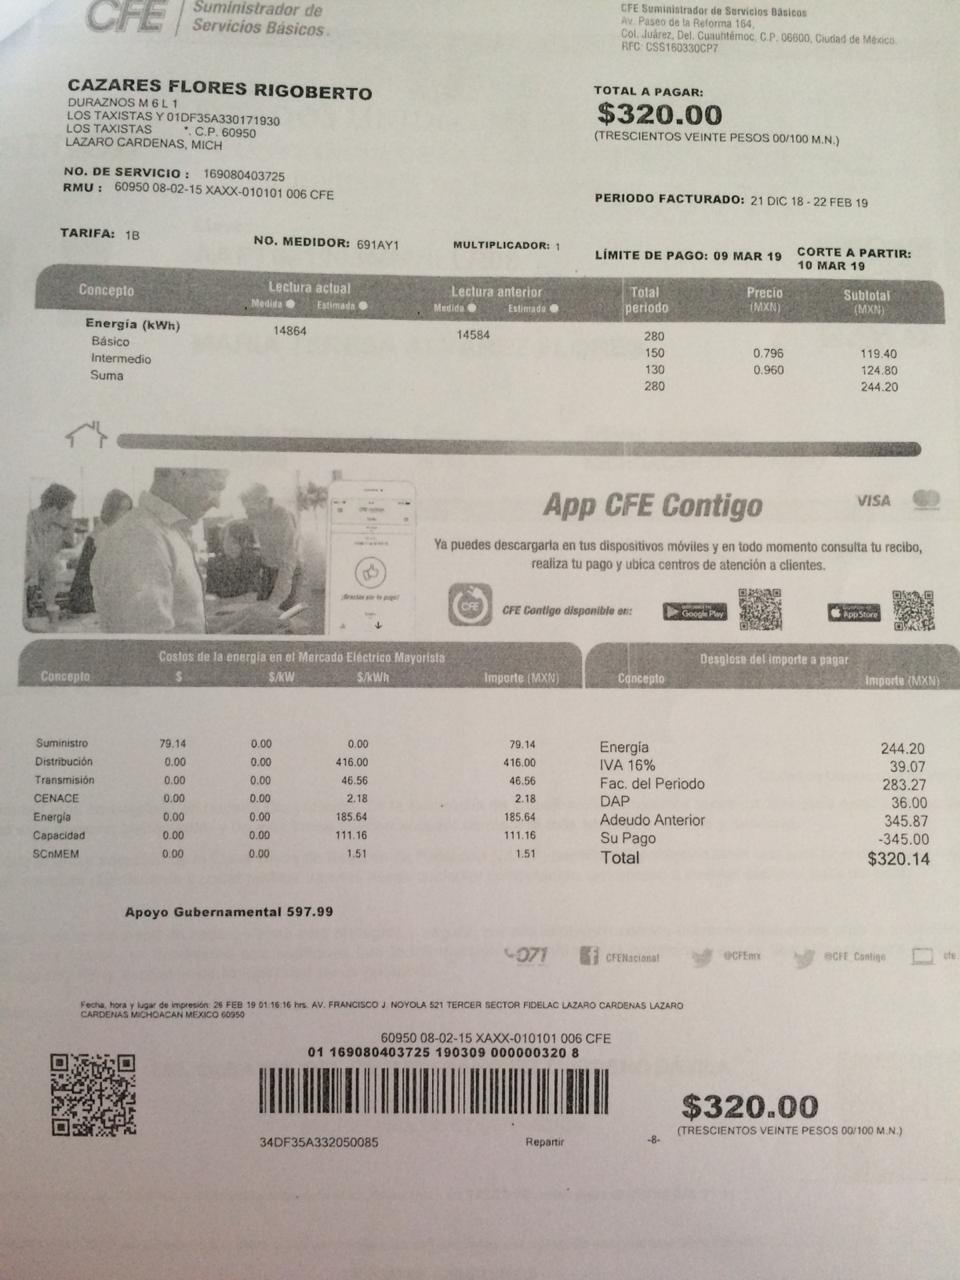 CFE
Suministrador de
Servicios Básicos.
CFE Suministrador de Servicios Básicos
Av. Paseo de la Reforma 164,
Col. Juárez, Del. Cuauhtémoc, C.P. 06600, Ciudad de México.
RFC: CSS160330CP7
CAZARES FLORES RIGOBERTO
DURAZNOS M 6 L 1
LOS TAXISTAS Y 01DF35A330171930
LOS TAXISTAS *. C.P. 60950
LAZARO CARDENAS, MICH
TOTAL A PAGAR:
$320.00
(TRESCIENTOS VEINTE PESOS 00/100 M.N.)
NO. DE SERVICIO : 169080403725
RMU : 60950 08-02-15 XAXX-010101 006 CFE
PERIODO FACTURADO: 21 DIC 18 - 22 FEB 19
TARIFA: 1B NO. MEDIDOR: 691AY1 MULTIPLICADOR: 1
LÍMITE DE PAGO: 09 MAR 19 CORTE A PARTIR:
10 MAR 19
Concepto Lectura actual Lectura anterior Total Precio Subtotal
Medida Estimada Medida Estimada periodo (MXN) (MXN)
Energía (kWh) 14864 14584 280
Básico 150 0.796 119.40
Intermedio 130 0.960 124.80
Suma 280 244.20
App CFE Contigo
VISA
Ya puedes descargarla en tus dispositivos móviles y en todo momento consulta tu recibo,
realiza tu pago y ubica centros de atención a clientes.
CFE
CFE Contigo disponible en:
Google Play
App Store
Costos de la energía en el Mercado Eléctrico Mayorista
Concepto $ $/kW $/kWh Importe (MXN)
Suministro 79.14 0.00 0.00 79.14
Distribución 0.00 0.00 416.00 416.00
Transmisión 0.00 0.00 46.56 46.56
CENACE 0.00 0.00 2.18 2.18
Energía 0.00 0.00 185.64 185.64
Capacidad 0.00 0.00 111.16 111.16
SCnMEM 0.00 0.00 1.51 1.51
Desglose del importe a pagar
Concepto Importe (MXN)
Energía 244.20
IVA 16% 39.07
Fac. del Periodo 283.27
DAP 36.00
Adeudo Anterior 345.87
Su Pago -345.00
Total $320.14
Apoyo Gubernamental 597.99
071 CFENacional @CFEmx @CFE_Contigo cfe.
Fecha, hora y lugar de impresión: 26 FEB 19 01:16:16 hrs. AV. FRANCISCO J. NOYOLA 521 TERCER SECTOR FIDELAC LAZARO CARDENAS LAZARO
CARDENAS MICHOACAN MEXICO 60950
60950 08-02-15 XAXX-010101 006 CFE
01 169080403725 190309 000000320 8
$320.00
(TRESCIENTOS VEINTE PESOS 00/100 M.N.)
34DF35A332050085 Repartir -8-